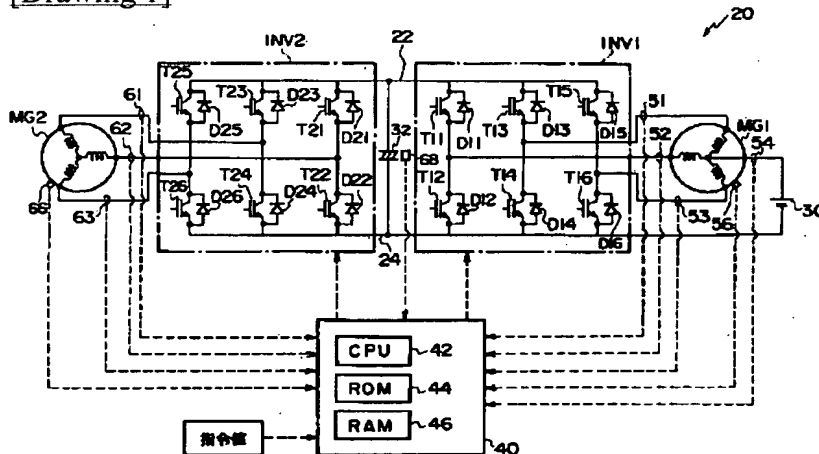 [Drawing 1]
20
INV2
22
INV1
T25
61
T23
D23
T21
32
T15
51
MG2
D25
D21
T11
D11
T13
D13
D15
52
MG1
54
62
68
T26
D26
T24
D24
T22
D22
T12
D12
T14
T16
30
66
63
D14
53
56
24
D16
CPU
42
ROM
44
RAM
46
指令値
40